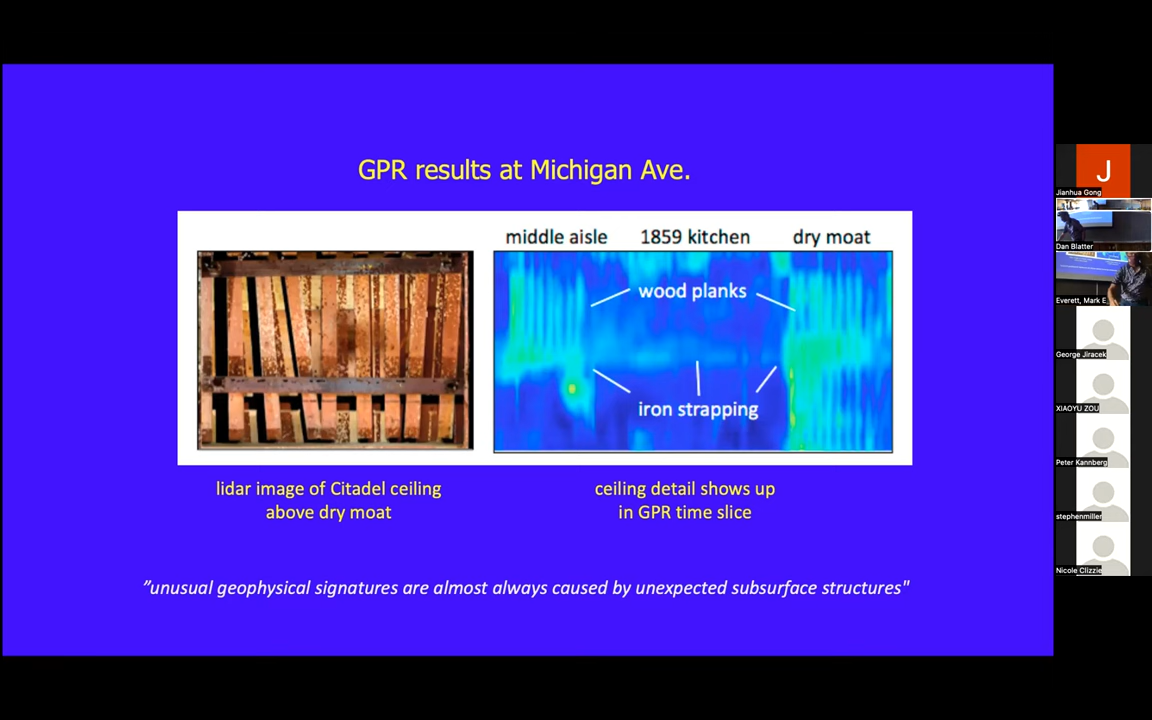 GPR results at Michigan Ave.
middle aisle
1859 kitchen
dry moat
wood planks
iron strapping
lidar image of Citadel ceiling
above dry moat
ceiling detail shows up
in GPR time slice
”unusual geophysical signatures are almost always caused by unexpected subsurface structures"
J
Jianhua Gong
Dan Blatter
Everett, Mark E
George Jiracek
XIAOYU ZOU
Peter Kannberg
stephenmiller
Nicole Clizzie